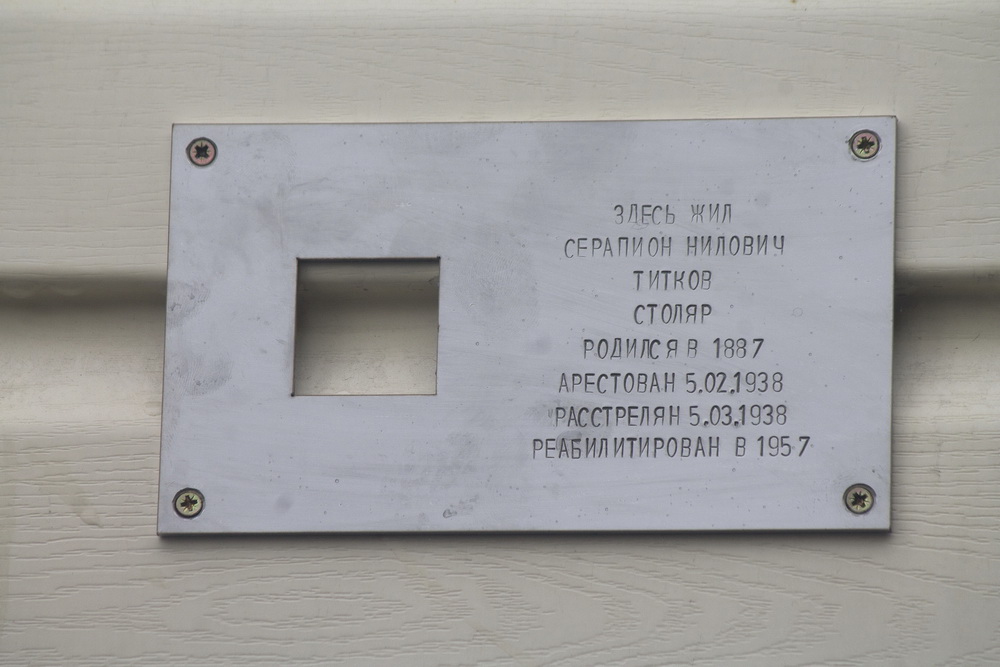 ЗДЕСЬ ЖИЛ
СЕРАПИОН НИЛОВИЧ
ТИТКОВ
СТОЛЯР
РОДИЛСЯ В 1887
АРЕСТОВАН 5.02.1938
РАССТРЕЛЯН 5.03.1938
РЕАБИЛИТИРОВАН В 1957